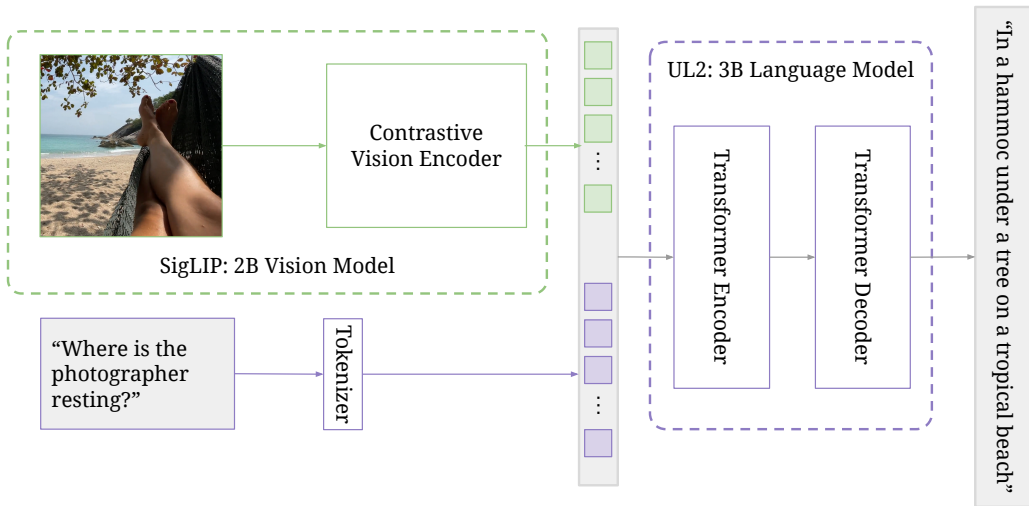 Contrastive
Vision Encoder
SigLIP: 2B Vision Model
“Where is the
photographer
resting?”
Tokenizer
UL2: 3B Language Model
Transformer Encoder
Transformer Decoder
“In a hammoc under a tree on a tropical beach”